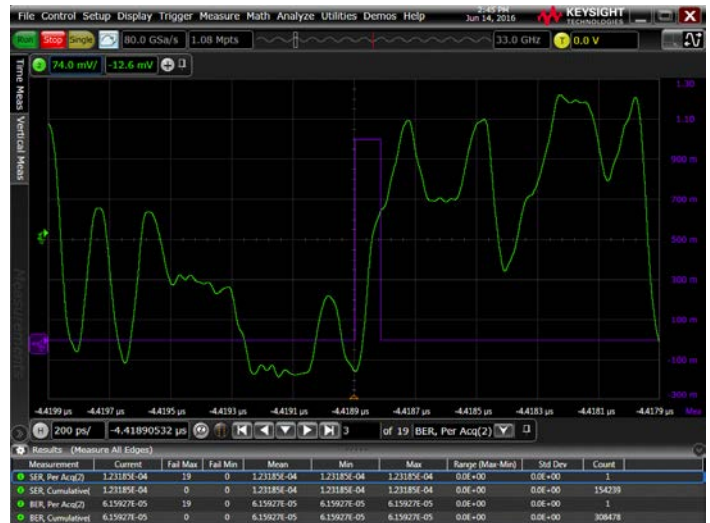 File Control Setup Display Trigger Measure Math Analyze Utilities Demos Help
2:45 PM
Jun 14, 2016
KEYSIGHT
TECHNOLOGIES
Run Stop Single 80.0 GSa/s 1.08 Mpts 33.0 GHz T 0.0 V
74.0 mV/ -12.6 mV
Time Meas
Vertical Meas
Measurements
1.30
1.10
900 m
700 m
500 m
300 m
100 m
-100 m
-300 m
-4.4199 µs -4.4197 µs -4.4195 µs -4.4193 µs -4.4191 µs -4.4189 µs -4.4187 µs -4.4185 µs -4.4183 µs -4.4181 µs -4.4179 µs
H 200 ps/ -4.41890532 µs 3 of 19 BER, Per Acq(2)
Results (Measure All Edges)
Measurement Current Fail Max Fail Min Mean Min Max Range (Max-Min) Std Dev Count
SER, Per Acq(2) 1.23185E-04 19 0 1.23185E-04 1.23185E-04 1.23185E-04 0.0E+00 0.0E+00 1
SER, Cumulative( 1.23185E-04 0 0 1.23185E-04 1.23185E-04 1.23185E-04 0.0E+00 0.0E+00 154239
BER, Per Acq(2) 6.15927E-05 19 0 6.15927E-05 6.15927E-05 6.15927E-05 0.0E+00 0.0E+00 1
BER, Cumulative( 6.15927E-05 0 0 6.15927E-05 6.15927E-05 6.15927E-05 0.0E+00 0.0E+00 308478